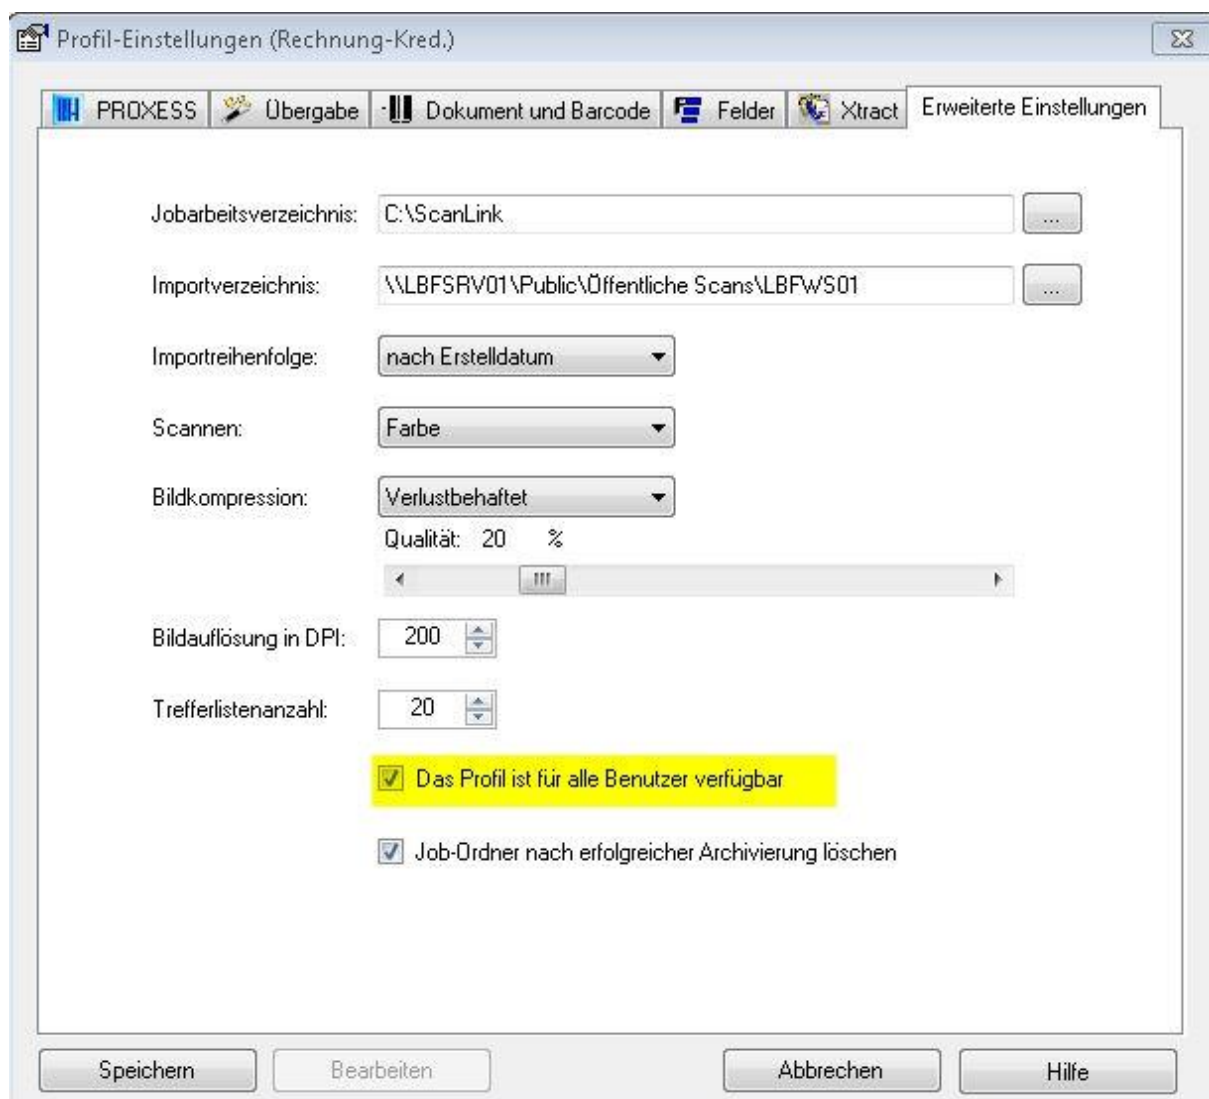 Profil-Einstellungen (Rechnung-Kred.)
PROXESS Übergabe Dokument und Barcode Felder Xtract Erweiterte Einstellungen
Jobarbeitsverzeichnis: C:\ScanLink ...
Importverzeichnis: \\LBFSRV01\Public\Öffentliche Scans\LBFWS01 ...
Importreihenfolge: nach Erstelldatum
Scannen: Farbe
Bildkompression: Verlustbehaftet
Qualität: 20 %
Bildauflösung in DPI: 200
Trefferlistenanzahl: 20
Das Profil ist für alle Benutzer verfügbar
Job-Ordner nach erfolgreicher Archivierung löschen
Speichern Bearbeiten Abbrechen Hilfe